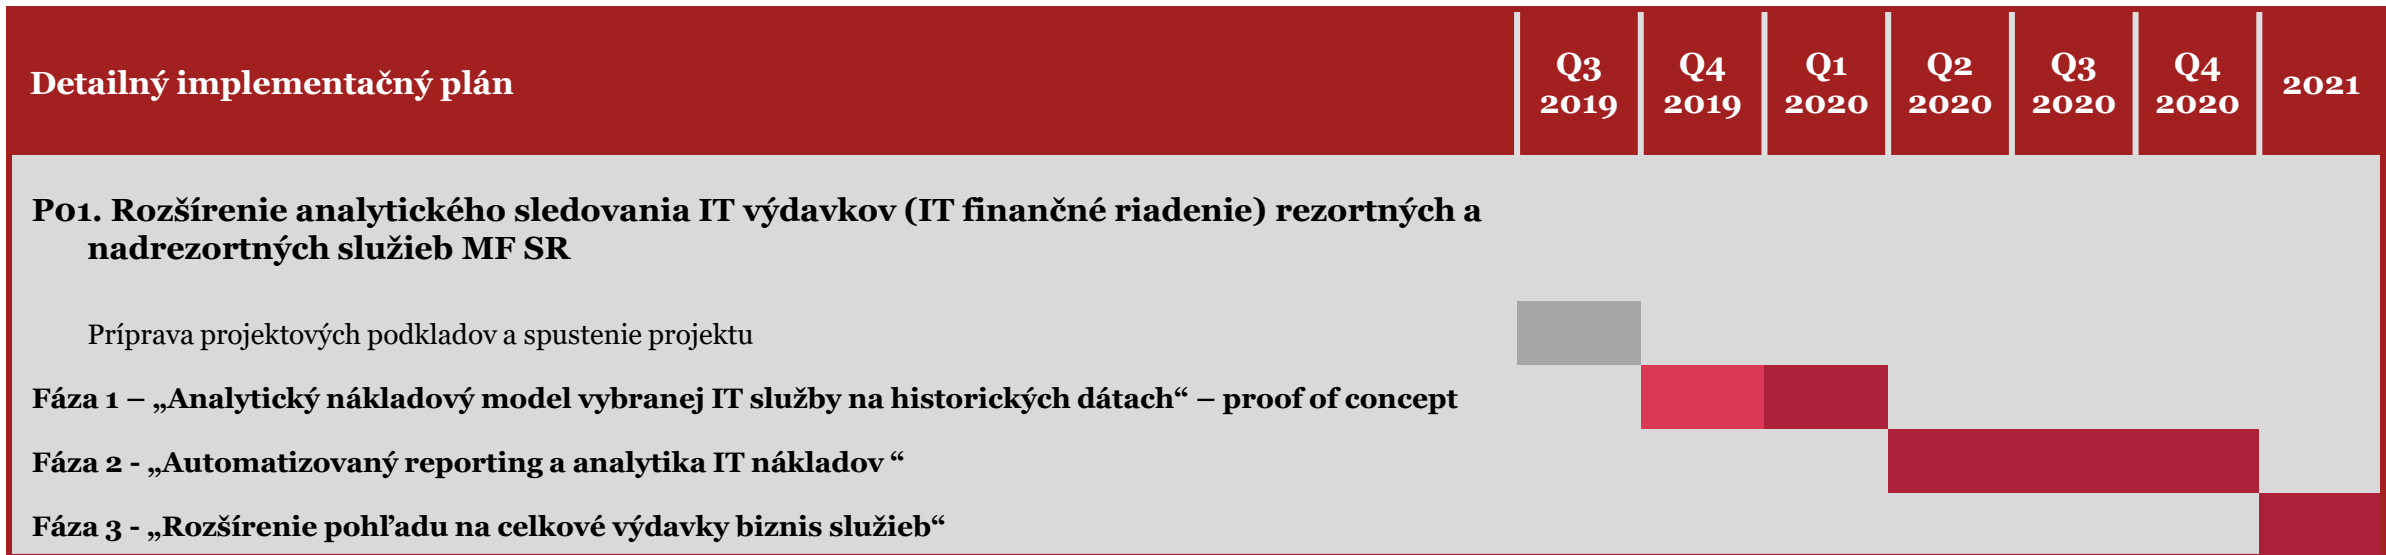 Detailný implementačný plán
Q3 2019
Q4 2019
Q1 2020
Q2 2020
Q3 2020
Q4 2020
2021
P01. Rozšírenie analytického sledovania IT výdavkov (IT finančné riadenie) rezortných a
nadrezortných služieb MF SR
Príprava projektových podkladov a spustenie projektu
Fáza 1 – „Analytický nákladový model vybranej IT služby na historických dátach“ – proof of concept
Fáza 2 - „Automatizovaný reporting a analytika IT nákladov “
Fáza 3 - „Rozšírenie pohľadu na celkové výdavky biznis služieb“